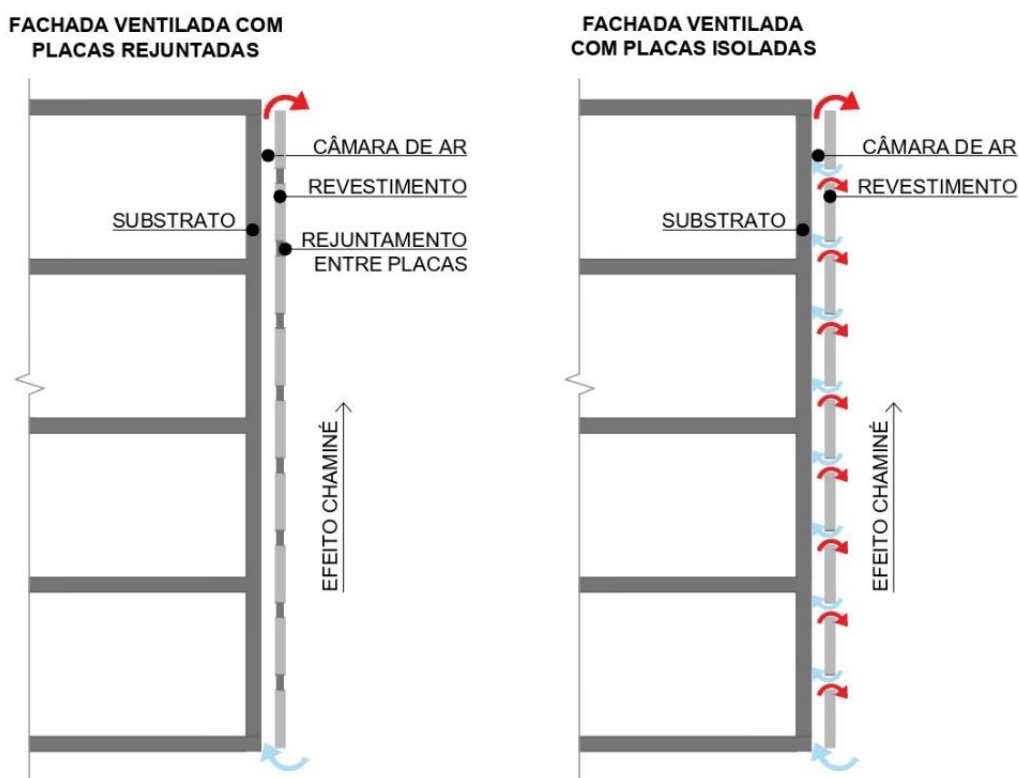 FACHADA VENTILADA COM
PLACAS REJUNTADAS
CÂMARA DE AR
REVESTIMENTO
SUBSTRATO
REJUNTAMENTO
ENTRE PLACAS
EFEITO CHAMINÉ
FACHADA VENTILADA
COM PLACAS ISOLADAS
CÂMARA DE AR
REVESTIMENTO
SUBSTRATO
EFEITO CHAMINÉ